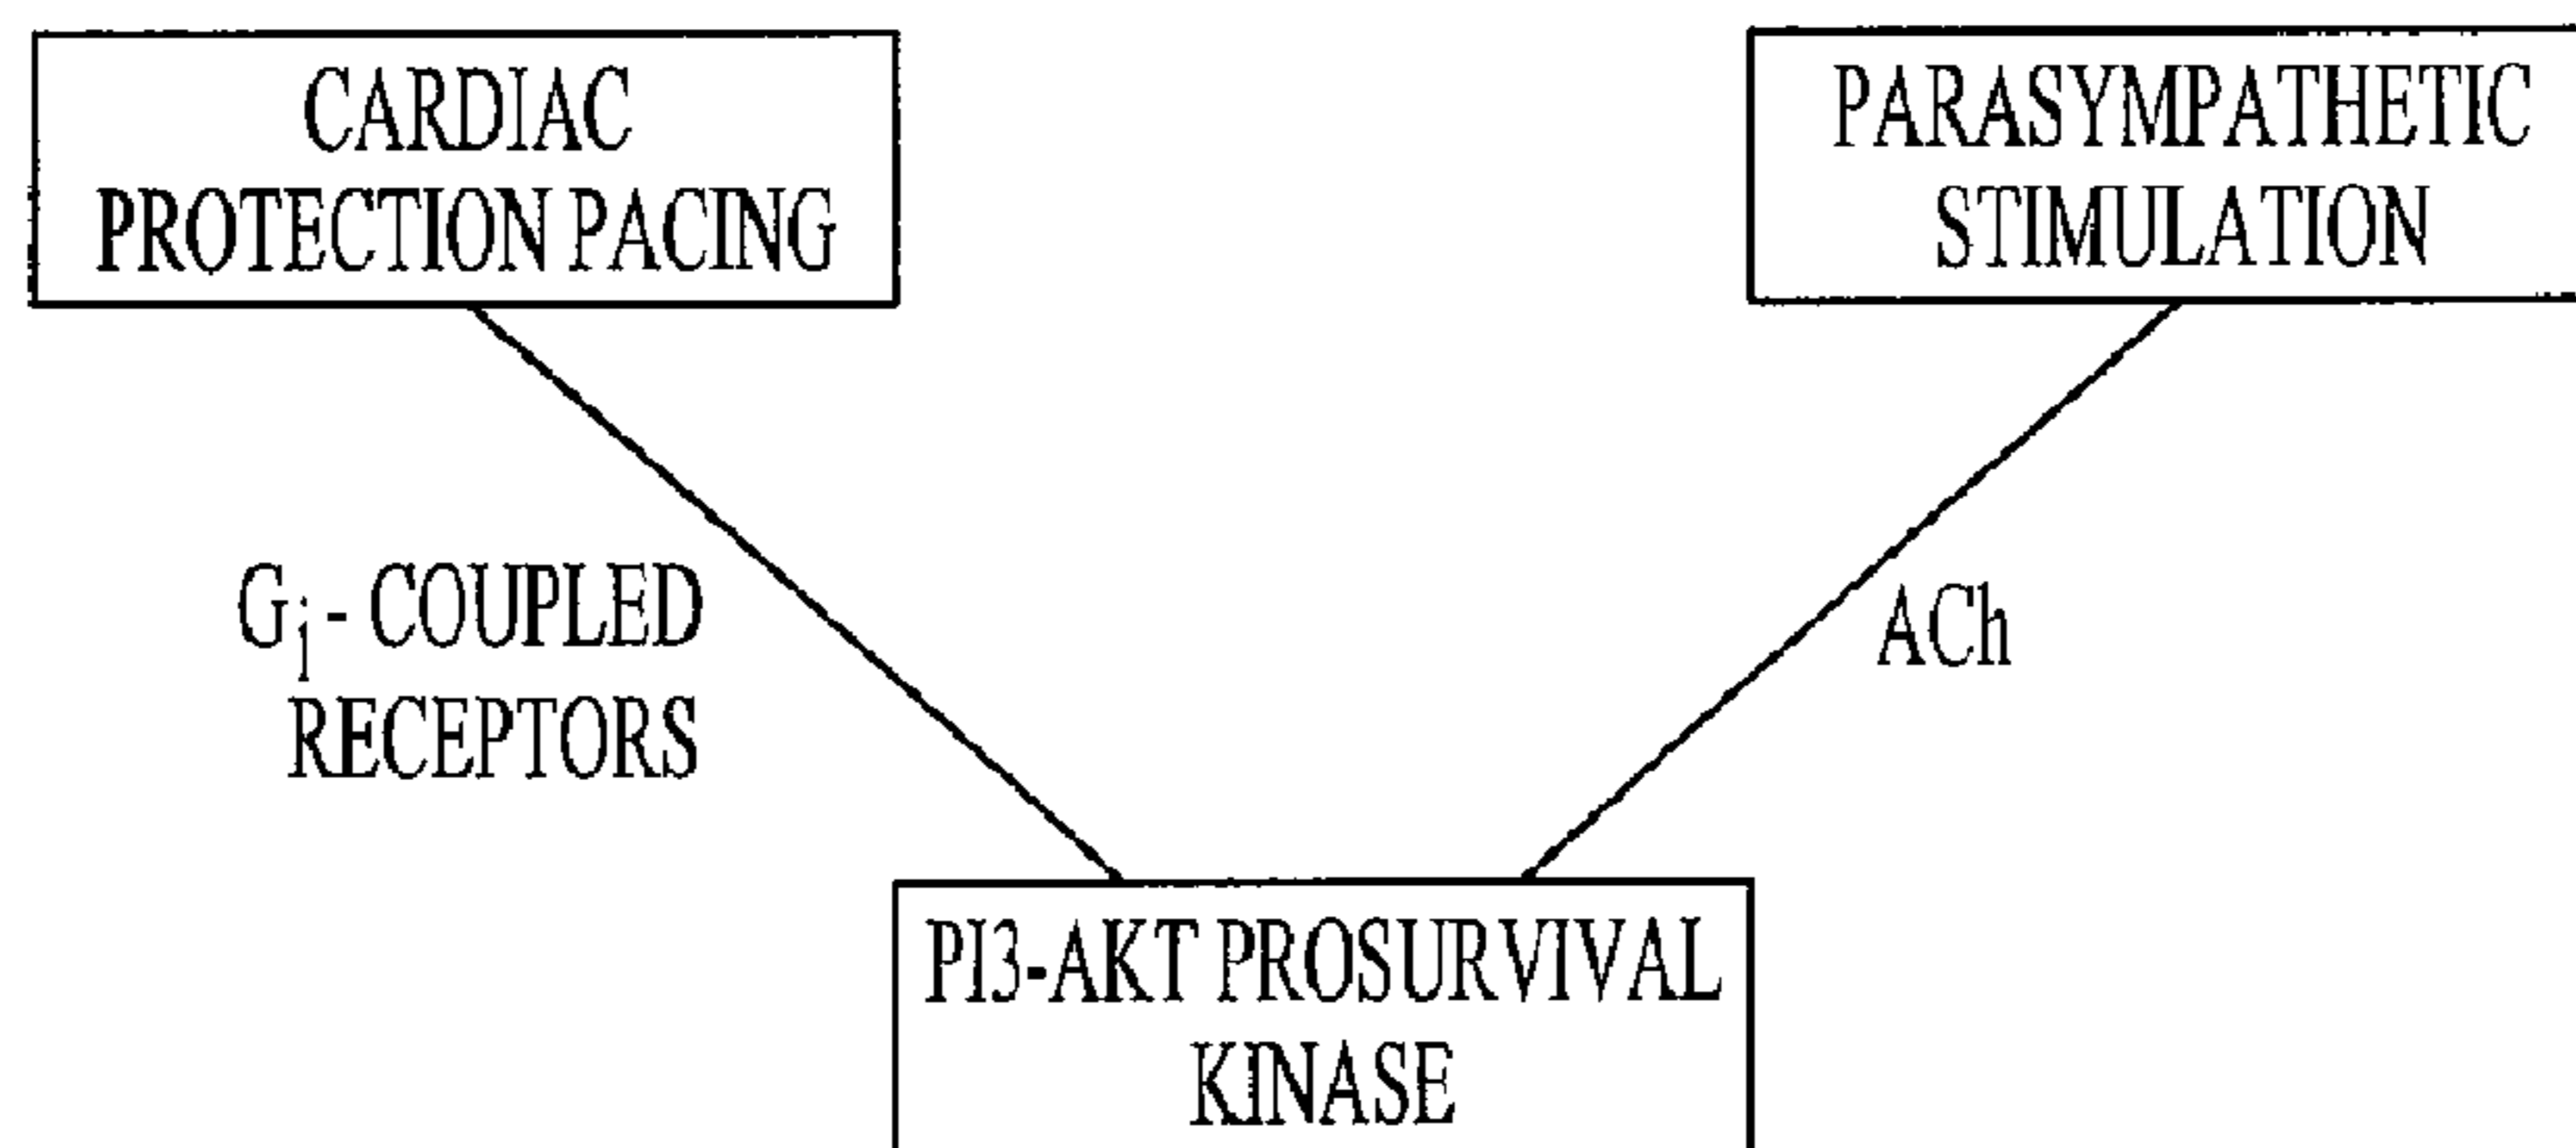 CARDIAC
PROTECTION PACING
PARASYMPATHETIC
STIMULATION
Gi- COUPLED
RECEPTORS
ACh
PI3-AKT PROSURVIVAL
KINASE